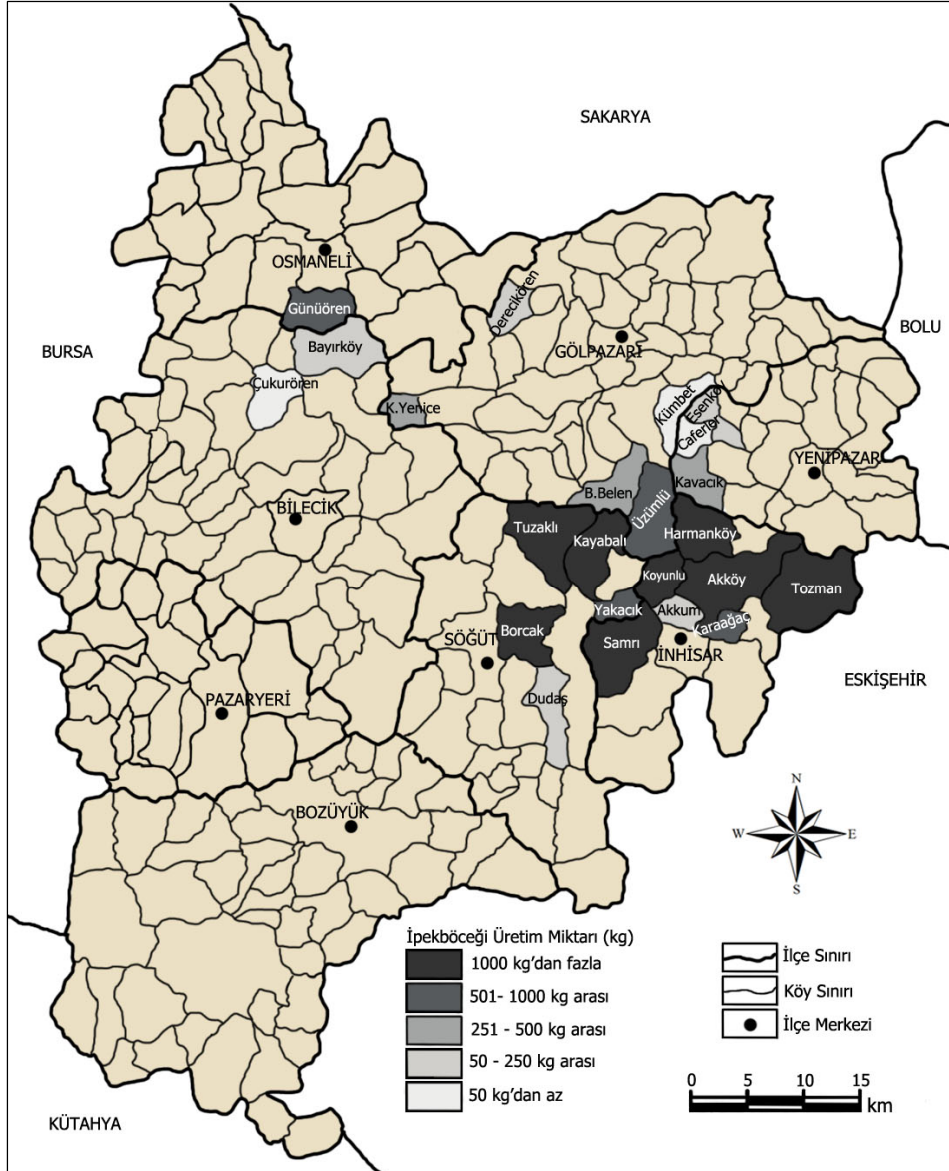 SAKARYA
OSMANELİ
Günüören
Derecikören
BOLU
GÖLPAZARI
BURSA
Bayırköy
Çukurören
K.Yenice
Kümbet
Esenköy
Caferler
YENİPAZAR
B.Belen
Üzümlü
Kavacık
BİLECİK
Tuzaklı
Kayabalı
Harmanköy
Koyunlu
Akköy
Tozman
Yakacık
Akkum
Karaağaç
Borcak
Samrı
SÖĞÜT
İNHİSAR
ESKİŞEHİR
Dudaş
PAZARYERİ
BOZÜYÜK
N
W
E
S
İpekböceği Üretim Miktarı (kg)
1000 kg'dan fazla
501- 1000 kg arası
251 - 500 kg arası
50 - 250 kg arası
50 kg'dan az
İlçe Sınırı
Köy Sınırı
İlçe Merkezi
0 5 10 15
km
KÜTAHYA